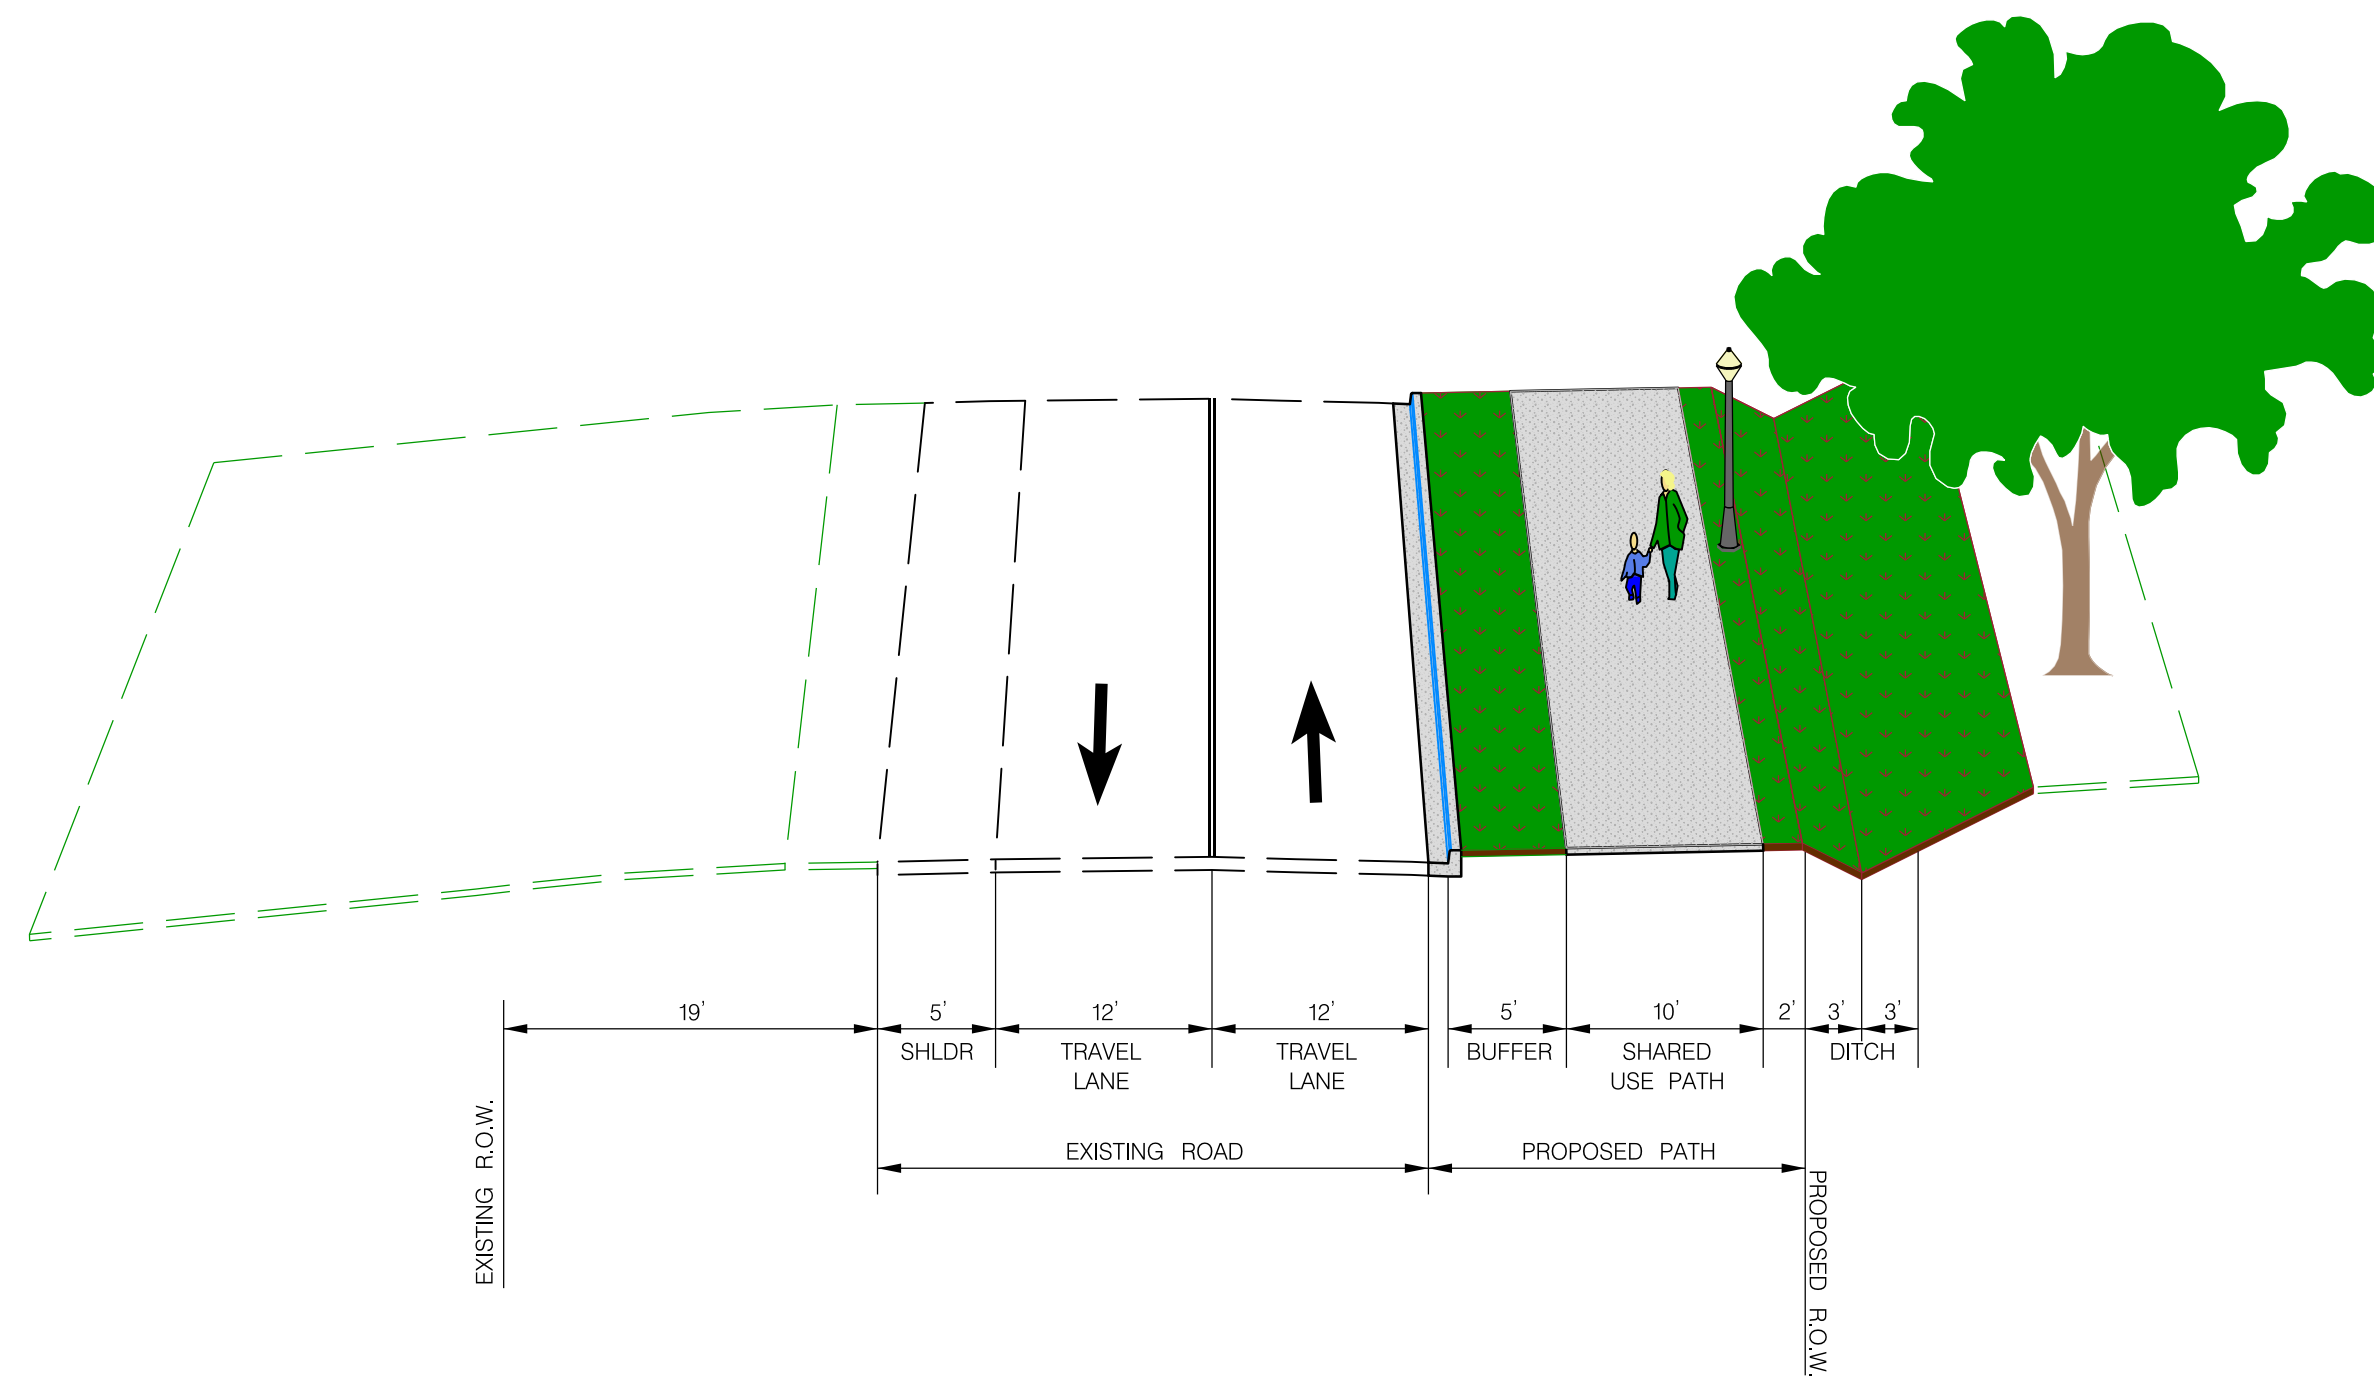 19'
5'
12'
12'
5'
10'
2'
3'
3'
SHLDR
TRAVEL
LANE
TRAVEL
LANE
BUFFER
SHARED
USE PATH
DITCH
EXISTING ROAD
PROPOSED PATH
EXISTING R.O.W.
PROPOSED R.O.W.